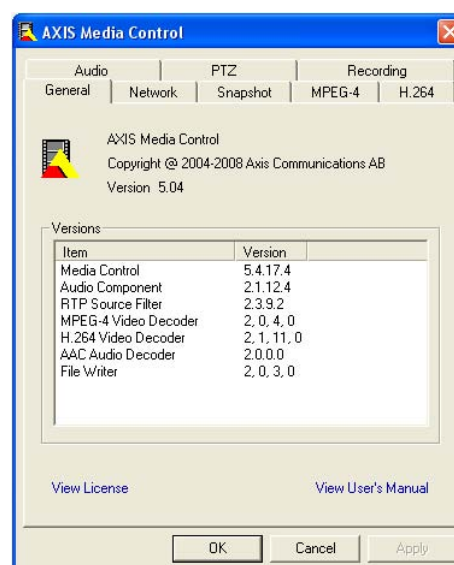 AXIS Media Control
Audio PTZ Recording
General Network Snapshot MPEG-4 H.264
AXIS Media Control
Copyright @ 2004-2008 Axis Communications AB
Version 5.04
Versions
Item Version
Media Control 5.4.17.4
Audio Component 2.1.12.4
RTP Source Filter 2.3.9.2
MPEG-4 Video Decoder 2, 0, 4, 0
H.264 Video Decoder 2, 1, 11, 0
AAC Audio Decoder 2.0.0.0
File Writer 2, 0, 3, 0
View License View User's Manual
OK Cancel Apply